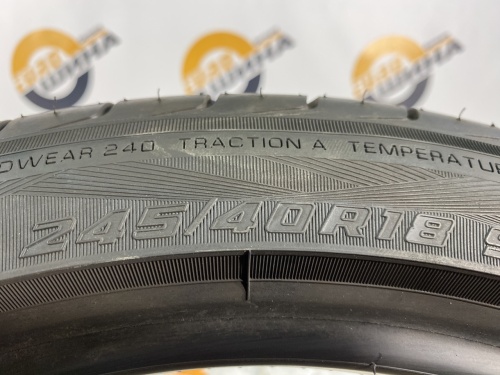 DWEAR 240 TRACTION A TEMPERATU
245/40R18